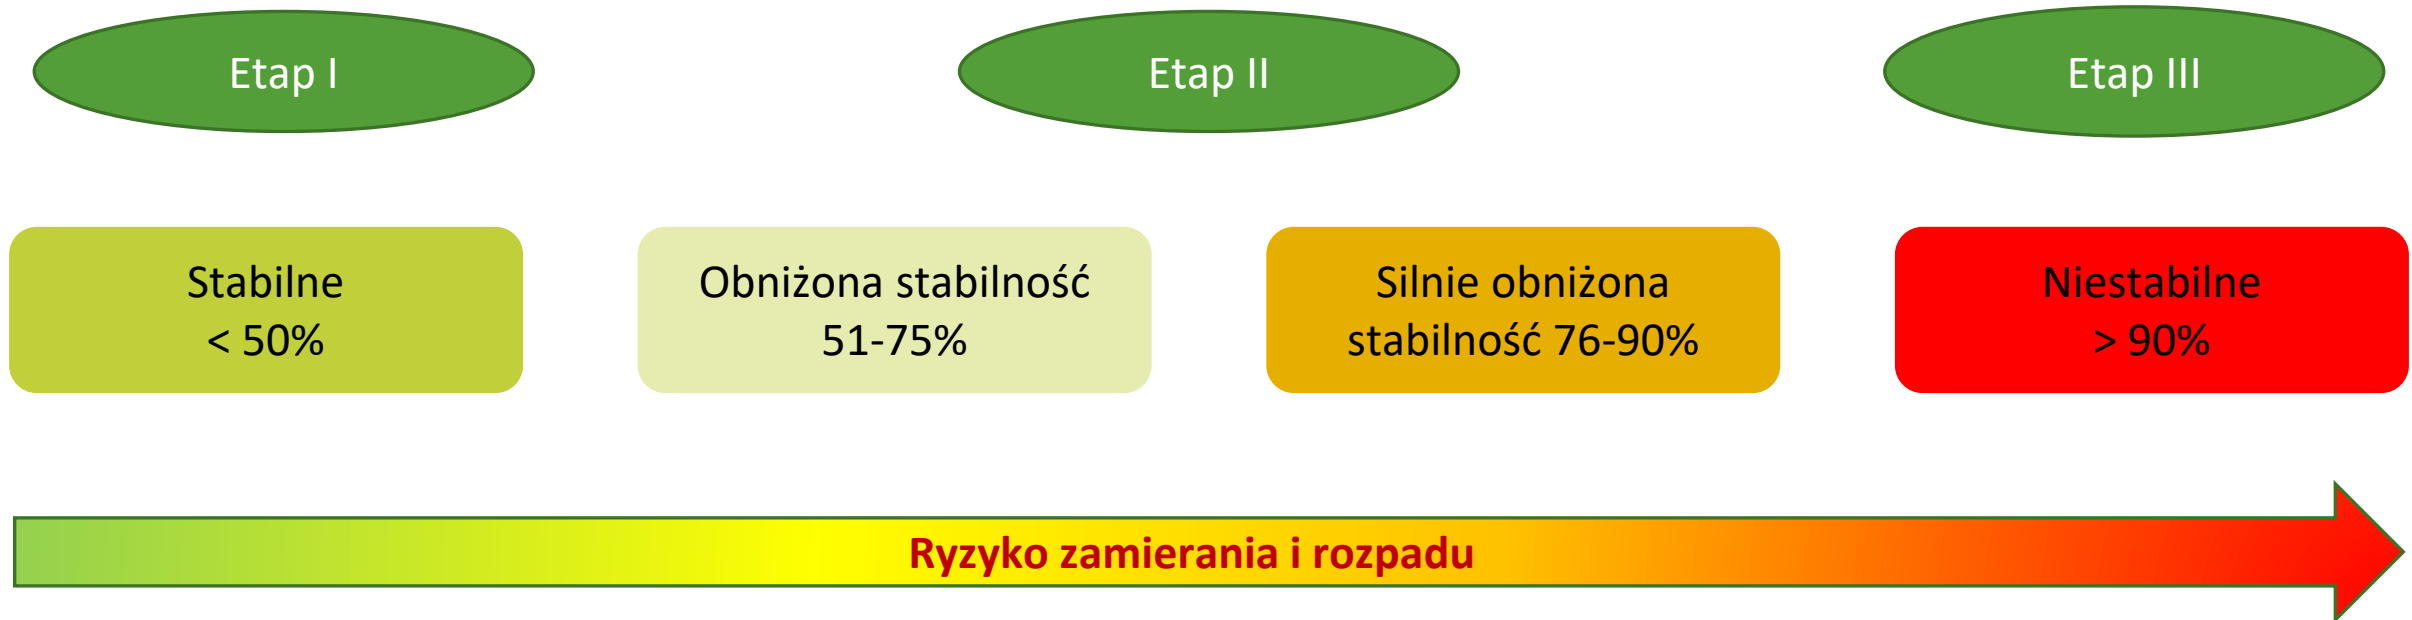 Etap I
Etap II
Etap III
Stabilne
< 50%
Obniżona stabilność
51-75%
Silnie obniżona
stabilność 76-90%
Niestabilne
> 90%
Ryzyko zamierania i rozpadu